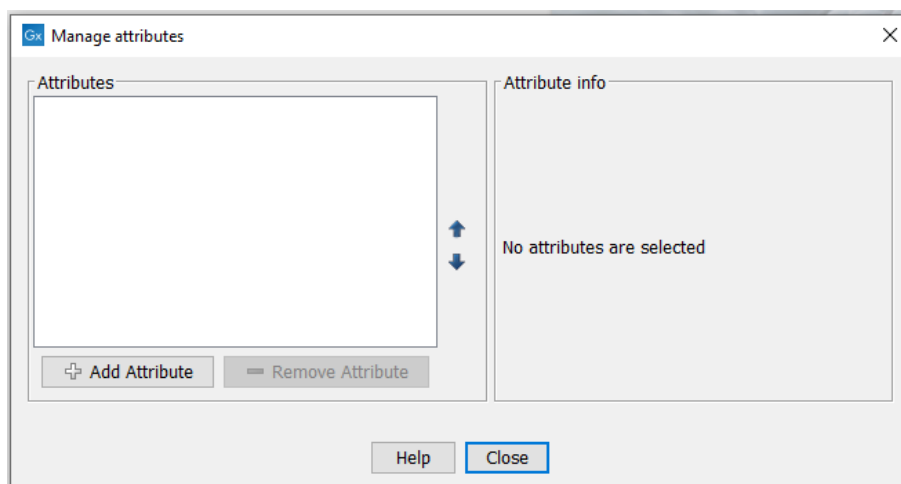 Gx Manage attributes
Attributes
Attribute info
No attributes are selected
Add Attribute
Remove Attribute
Help
Close